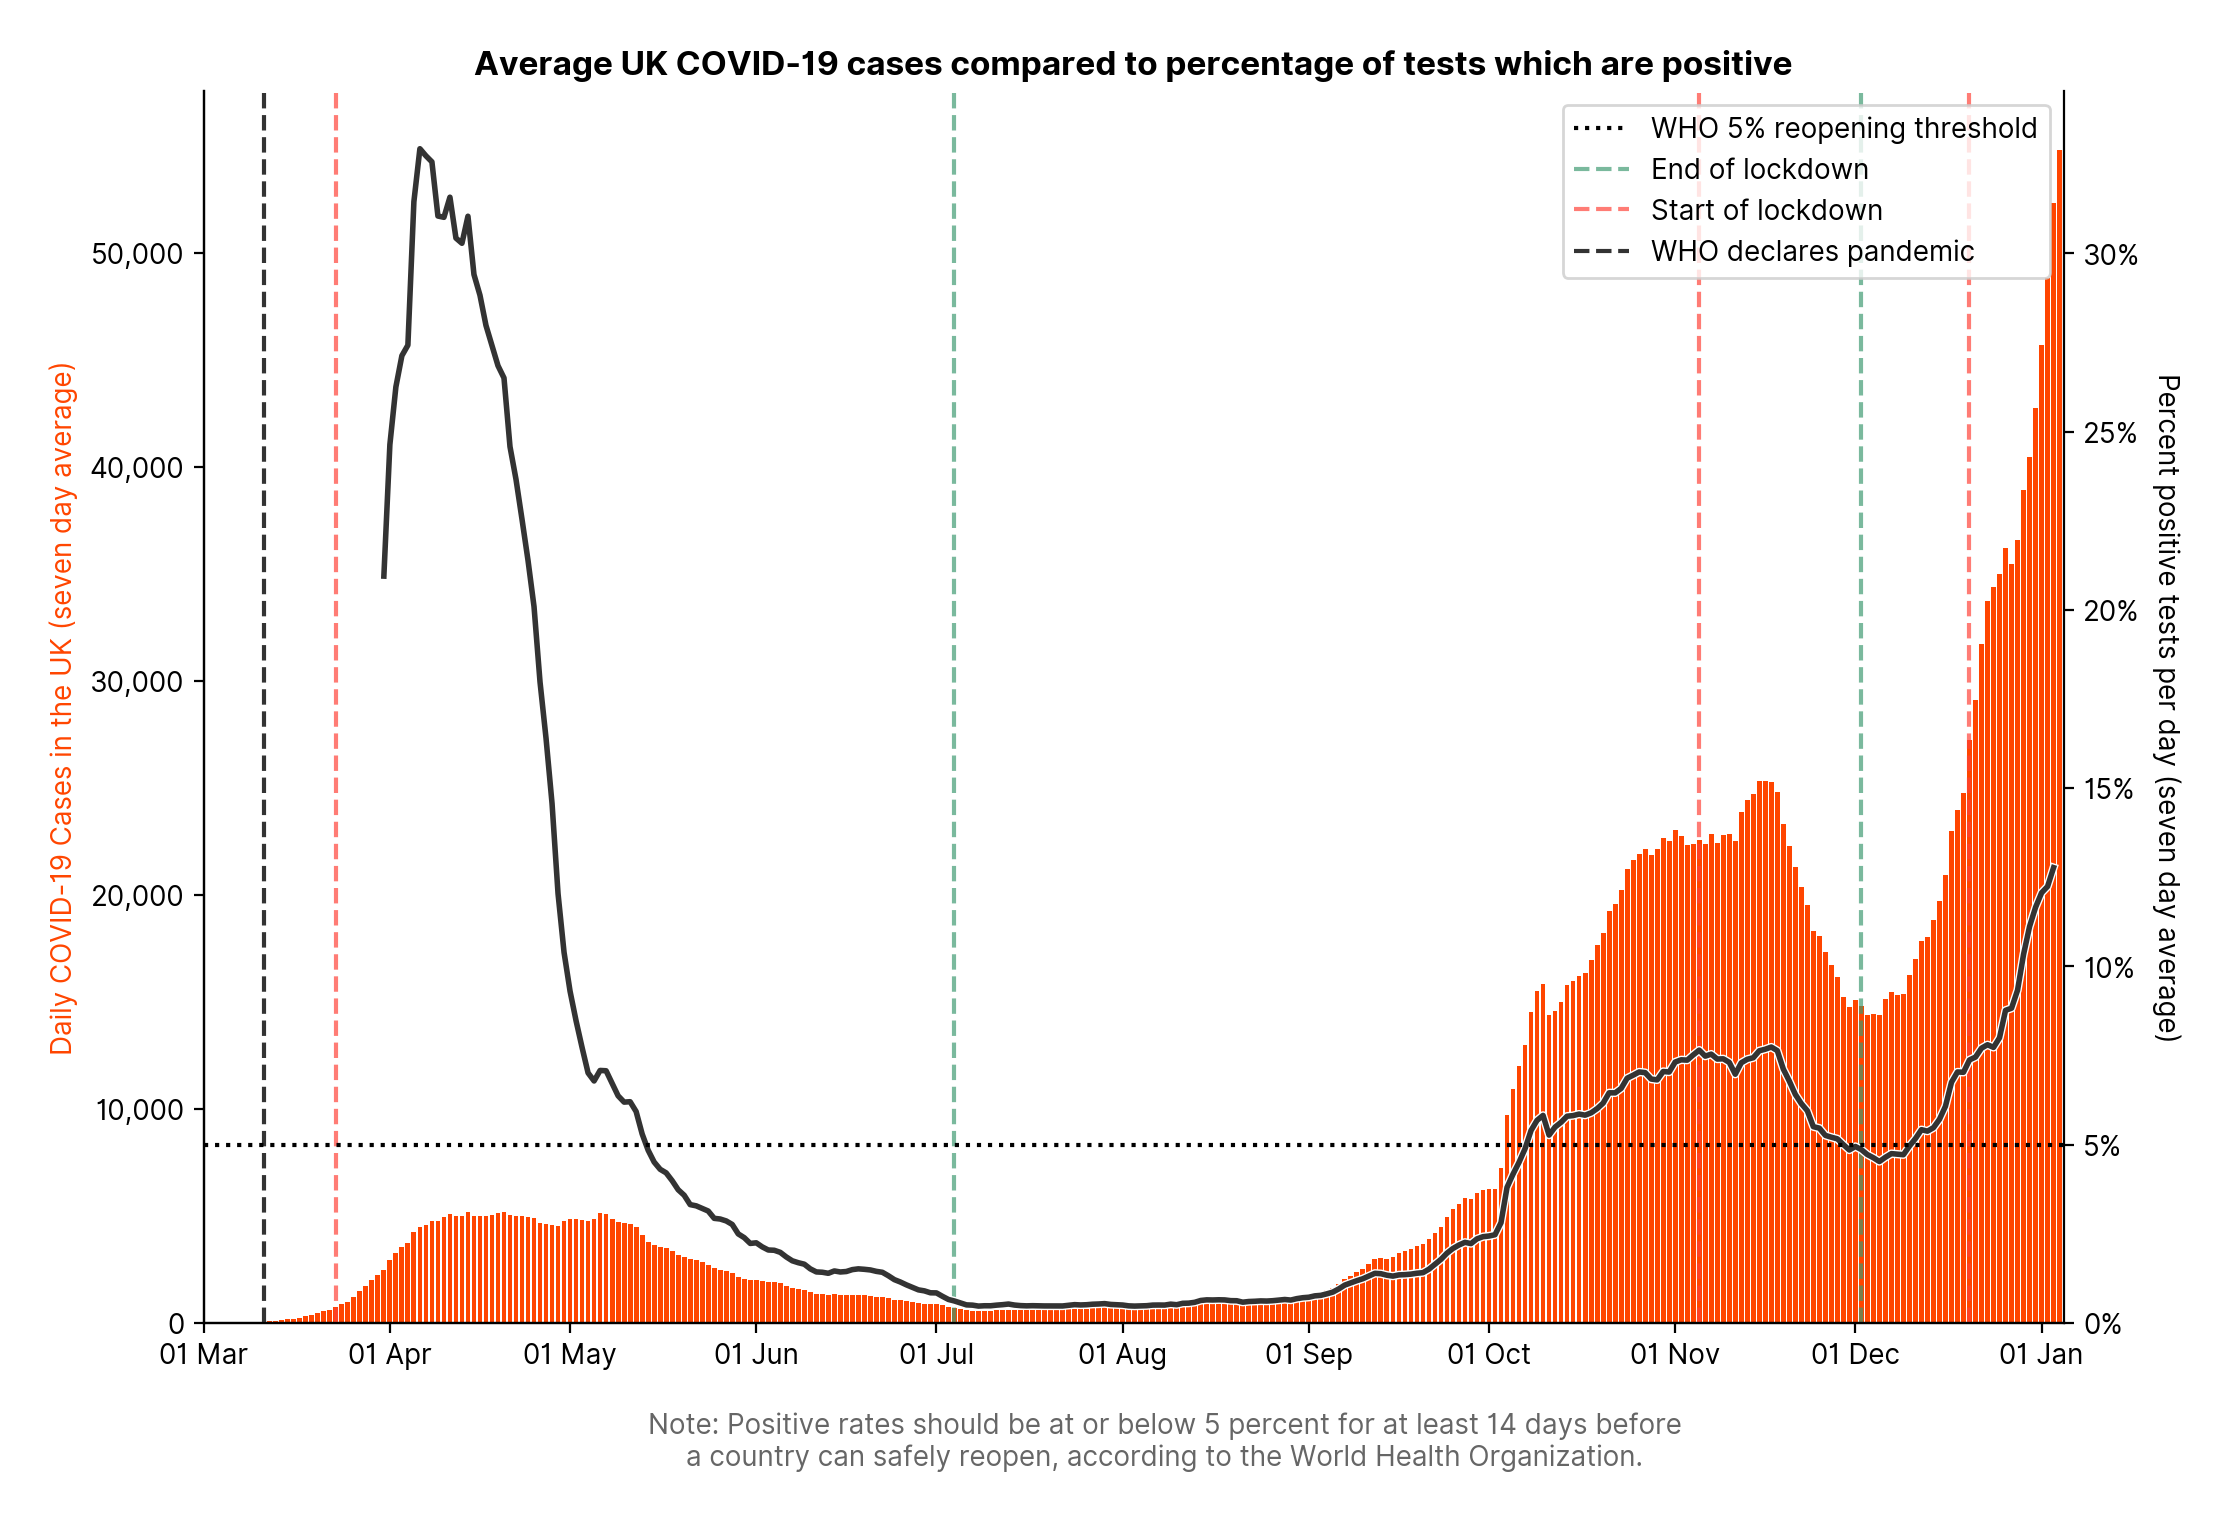 Average UK COVID-19 cases compared to percentage of tests which are positive
WHO 5% reopening threshold
End of lockdown
Start of lockdown
WHO declares pandemic
Daily COVID-19 Cases in the UK (seven day average)
50,000
40,000
30,000
20,000
10,000
0
30%
25%
20%
15%
10%
5%
0%
Percent positive tests per day (seven day average)
01 Mar
01 Apr
01 May
01 Jun
01 Jul
01 Aug
01 Sep
01 Oct
01 Nov
01 Dec
01 Jan
Note: Positive rates should be at or below 5 percent for at least 14 days before
a country can safely reopen, according to the World Health Organization.